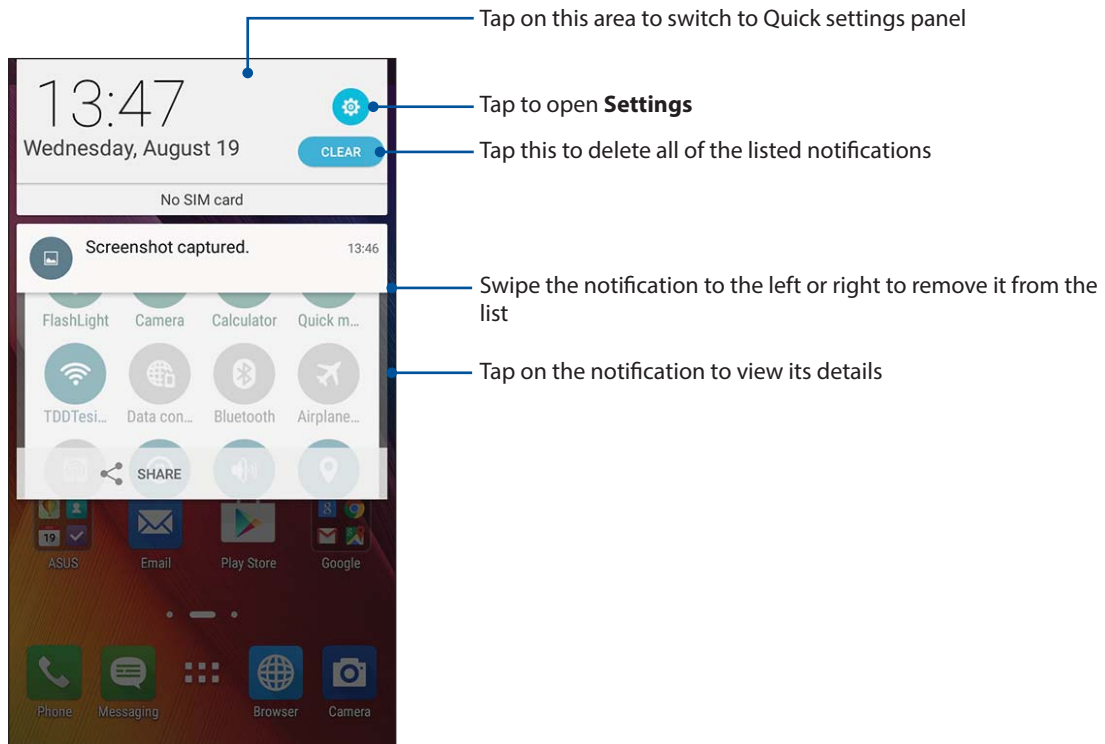 Tap on this area to switch to Quick settings panel
13:47
Tap to open Settings
Wednesday, August 19
CLEAR
Tap this to delete all of the listed notifications
No SIM card
Screenshot captured.
13:46
Swipe the notification to the left or right to remove it from the
list
FlashLight Camera Calculator Quick m...
Tap on the notification to view its details
TDDTesi... Data con... Bluetooth Airplane...
SHARE
19
8
ASUS Email Play Store Google
Phone Messaging Browser Camera